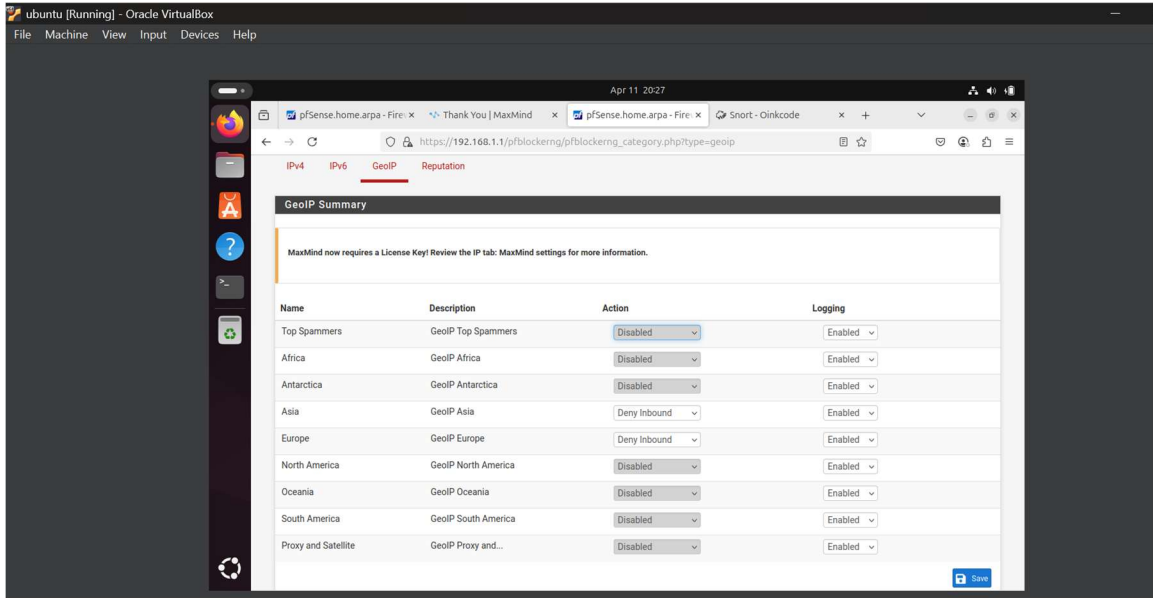 ubuntu [Running] - Oracle VirtualBox
File Machine View Input Devices Help
Apr 11 20:27
pfSense.home.arpa - Fire Thank You | MaxMind pfSense.home.arpa - Fire Snort - Oinkcode
https://192.168.1.1/pfblockerng/pfblockerng_category.php?type=geoip
IPv4 IPv6 GeoIP Reputation
GeoIP Summary
MaxMind now requires a License Key! Review the IP tab: MaxMind settings for more information.
Name Description Action Logging
Top Spammers GeoIP Top Spammers Disabled Enabled
Africa GeoIP Africa Disabled Enabled
Antarctica GeoIP Antarctica Disabled Enabled
Asia GeoIP Asia Deny Inbound Enabled
Europe GeoIP Europe Deny Inbound Enabled
North America GeoIP North America Disabled Enabled
Oceania GeoIP Oceania Disabled Enabled
South America GeoIP South America Disabled Enabled
Proxy and Satellite GeoIP Proxy and... Disabled Enabled
Save